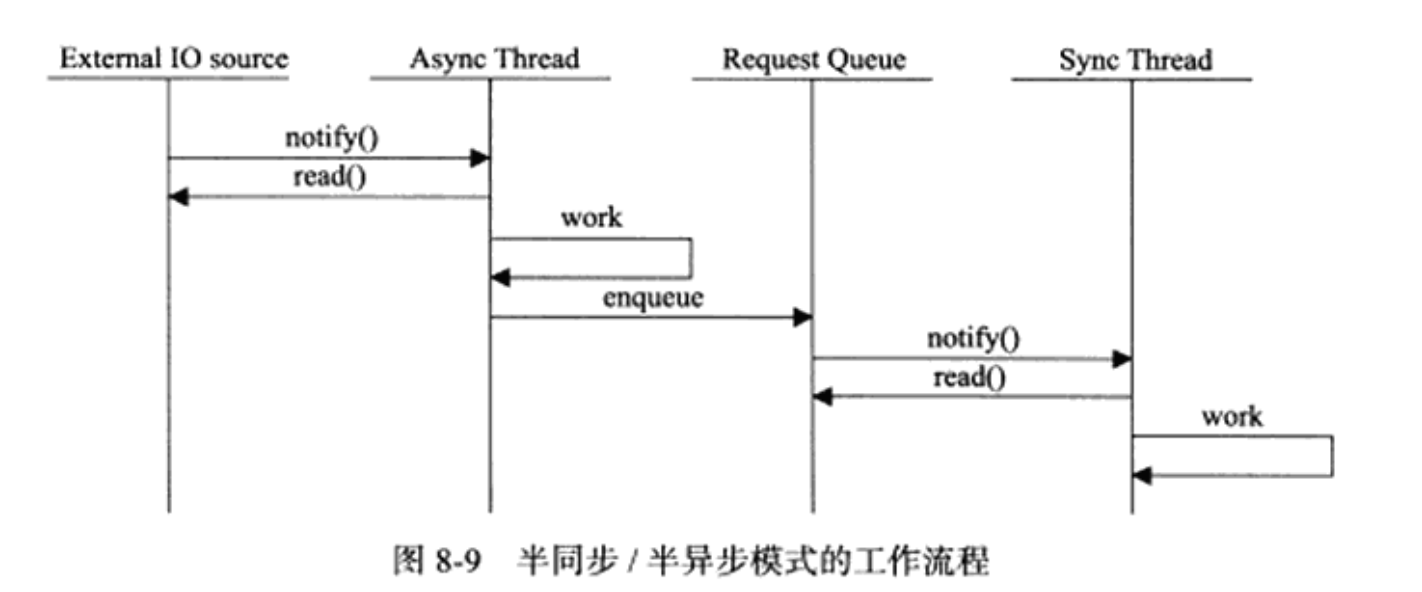 External IO source
Async Thread
Request Queue
Sync Thread
notify()
read()
work
enqueue
notify()
read()
work
图 8-9 半同步 / 半异步模式的工作流程